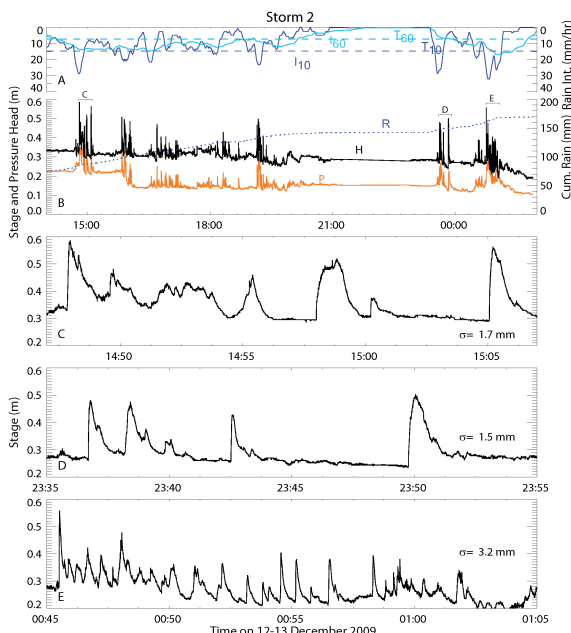 Storm 2
0
10
20
30
40
0
10
20
30
40
I60
T60
I10
T10
A
Rain Int. (mm/hr)
0.6
0.5
0.4
0.3
0.2
0.1
0.0
200
150
100
50
0
C
D
E
R
H
P
B
Stage and Pressure Head (m)
Cum. Rain (mm)
15:00 18:00 21:00 00:00
0.6
0.5
0.4
0.3
0.2
C
σ= 1.7 mm
14:50 14:55 15:00 15:05
0.6
0.5
0.4
0.3
0.2
D
σ= 1.5 mm
Stage (m)
23:35 23:40 23:45 23:50 23:55
0.6
0.5
0.4
0.3
0.2
E
σ= 3.2 mm
00:45 00:50 00:55 01:00 01:05
Time on 12-13 December 2009